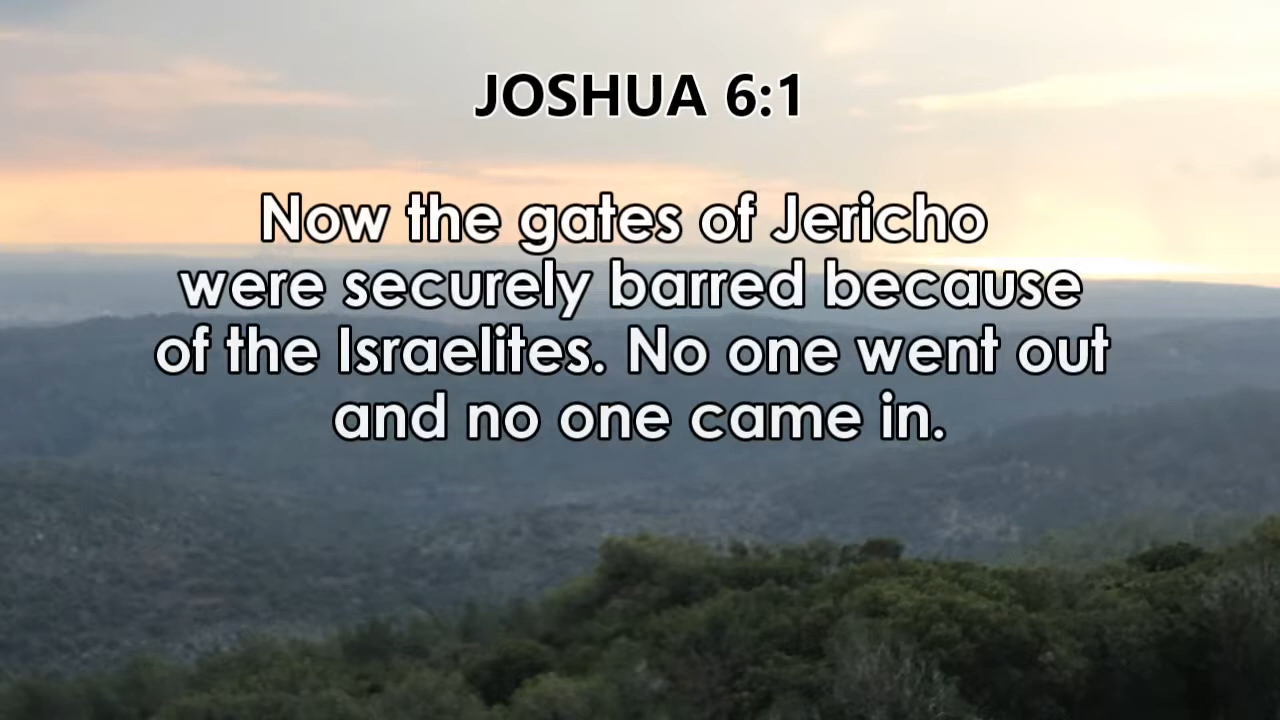 JOSHUA 6:1
Now the gates of Jericho
were securely barred because
of the Israelites. No one went out
and no one came in.